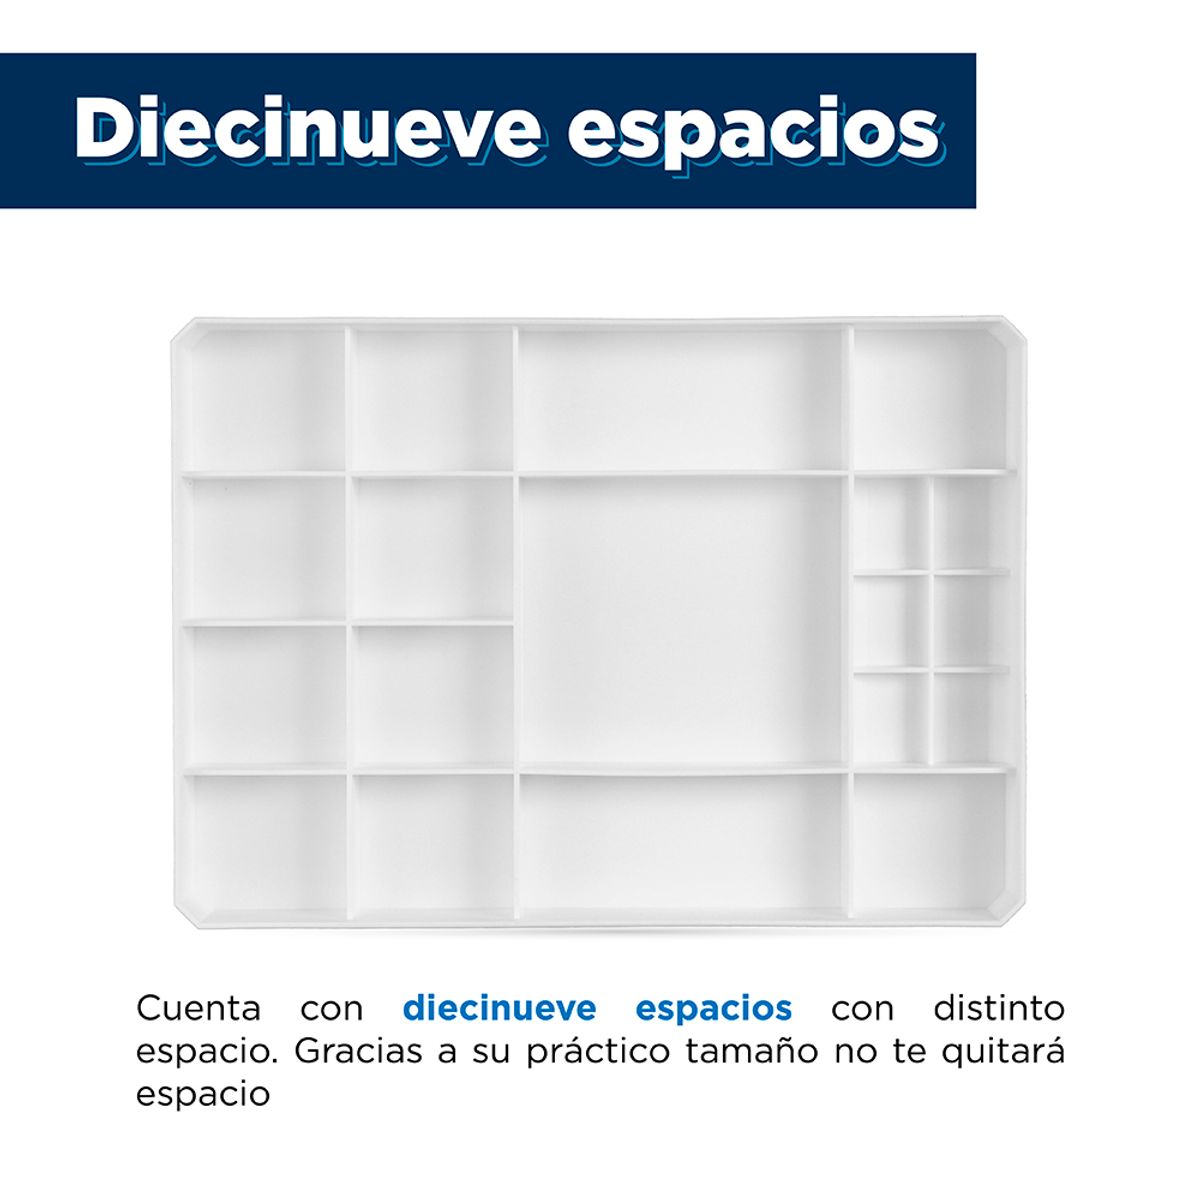 Diecinueve espacios
Cuenta con diecinueve espacios con distinto
espacio. Gracias a su práctico tamaño no te quitará
espacio